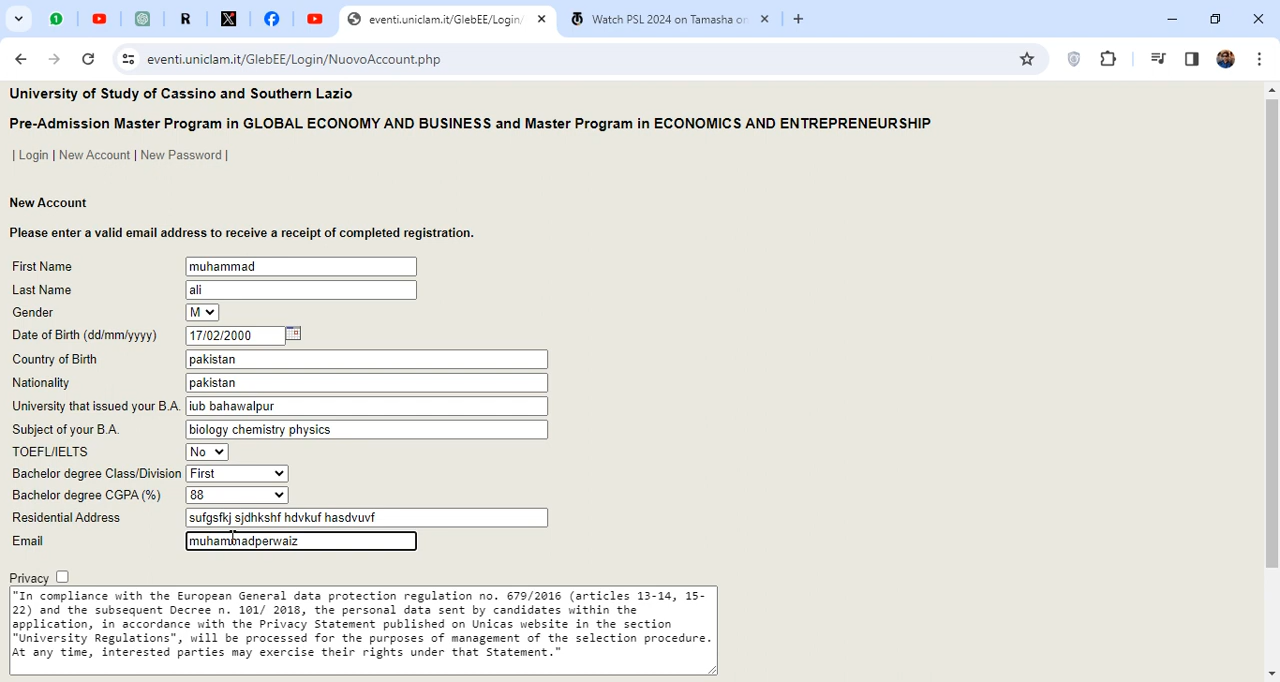 eventi.uniclam.it/GlebEE/Login/
Watch PSL 2024 on Tamasha on
eventi.uniclam.it/GlebEE/Login/NuovoAccount.php
University of Study of Cassino and Southern Lazio
Pre-Admission Master Program in GLOBAL ECONOMY AND BUSINESS and Master Program in ECONOMICS AND ENTREPRENEURSHIP
| Login | New Account | New Password |
New Account
Please enter a valid email address to receive a receipt of completed registration.
First Name muhammad
Last Name ali
Gender M
Date of Birth (dd/mm/yyyy) 17/02/2000
Country of Birth pakistan
Nationality pakistan
University that issued your B.A. iub bahawalpur
Subject of your B.A. biology chemistry physics
TOEFL/IELTS No
Bachelor degree Class/Division First
Bachelor degree CGPA (%) 88
Residential Address sufgsfkj sjdhkshf hdvkuf hasdvuvf
Email muhammadperwaiz
Privacy
"In compliance with the European General data protection regulation no. 679/2016 (articles 13-14, 15-
22) and the subsequent Decree n. 101/ 2018, the personal data sent by candidates within the
application, in accordance with the Privacy Statement published on Unicas website in the section
"University Regulations", will be processed for the purposes of management of the selection procedure.
At any time, interested parties may exercise their rights under that Statement."